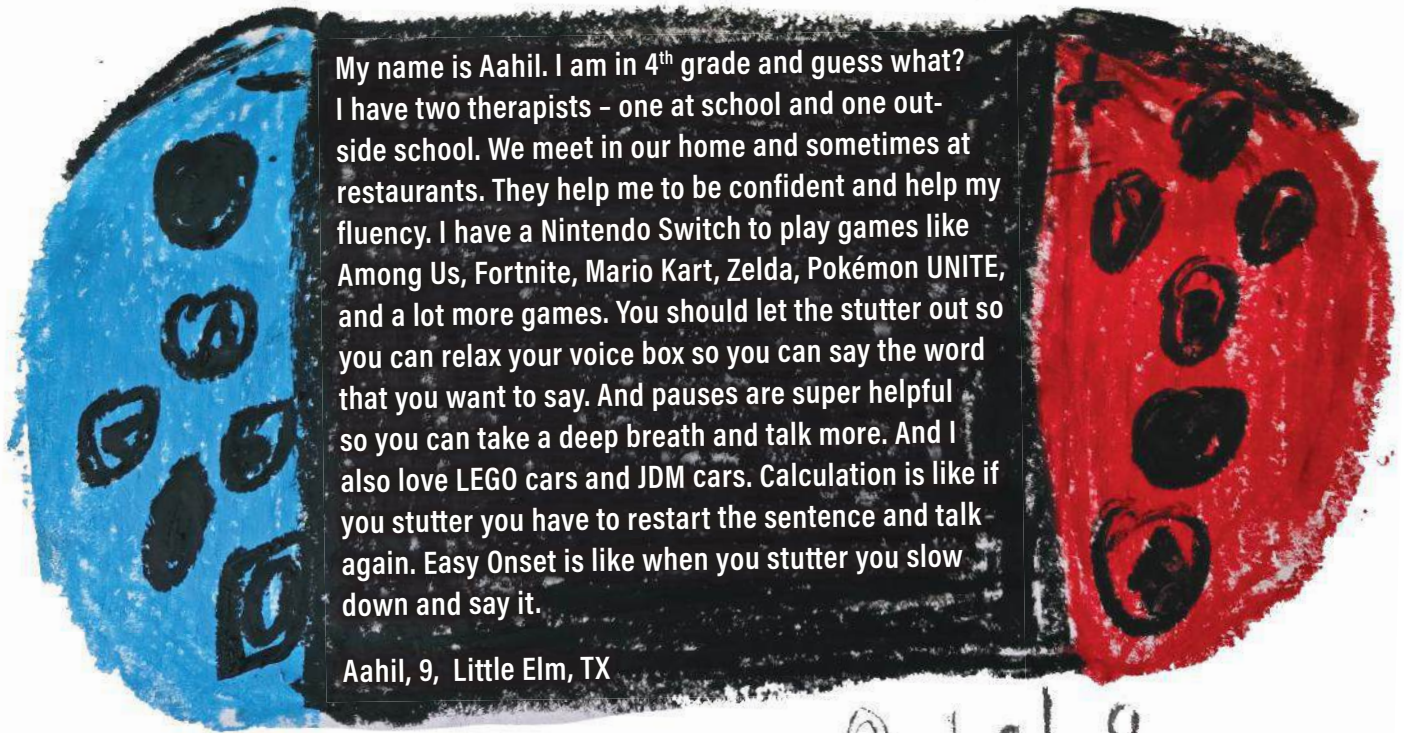 My name is Aahil. I am in 4th grade and guess what?
I have two therapists – one at school and one out-
side school. We meet in our home and sometimes at
restaurants. They help me to be confident and help my
fluency. I have a Nintendo Switch to play games like
Among Us, Fortnite, Mario Kart, Zelda, Pokémon UNITE,
and a lot more games. You should let the stutter out so
you can relax your voice box so you can say the word
that you want to say. And pauses are super helpful
so you can take a deep breath and talk more. And I
also love LEGO cars and JDM cars. Calculation is like if
you stutter you have to restart the sentence and talk
again. Easy Onset is like when you stutter you slow
down and say it.
Aahil, 9, Little Elm, TX